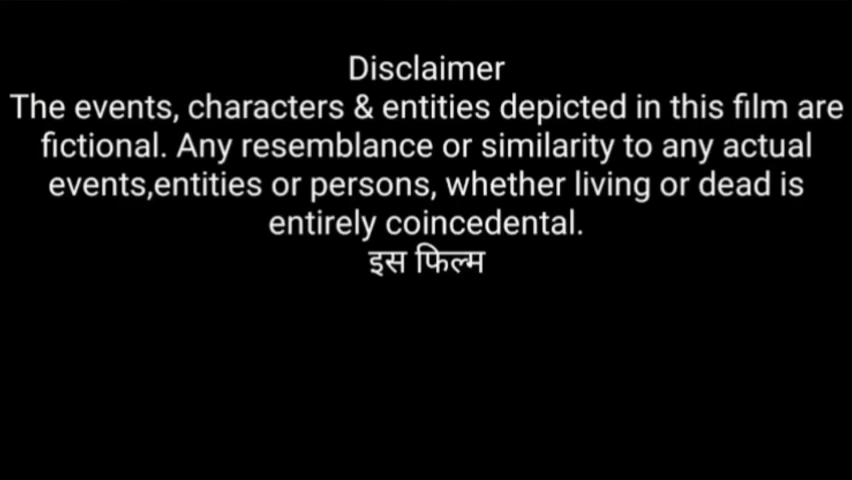 Disclaimer
The events, characters & entities depicted in this film are
fictional. Any resemblance or similarity to any actual
events,entities or persons, whether living or dead is
entirely coincedental.
इस फिल्म